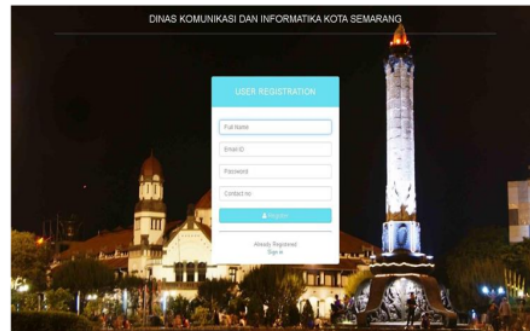 DINAS KOMUNIKASI DAN INFORMATIKA KOTA SEMARANG
USER REGISTRATION
Full Name
Email ID
Password
Contact no
Register
Already Registered
Sign in